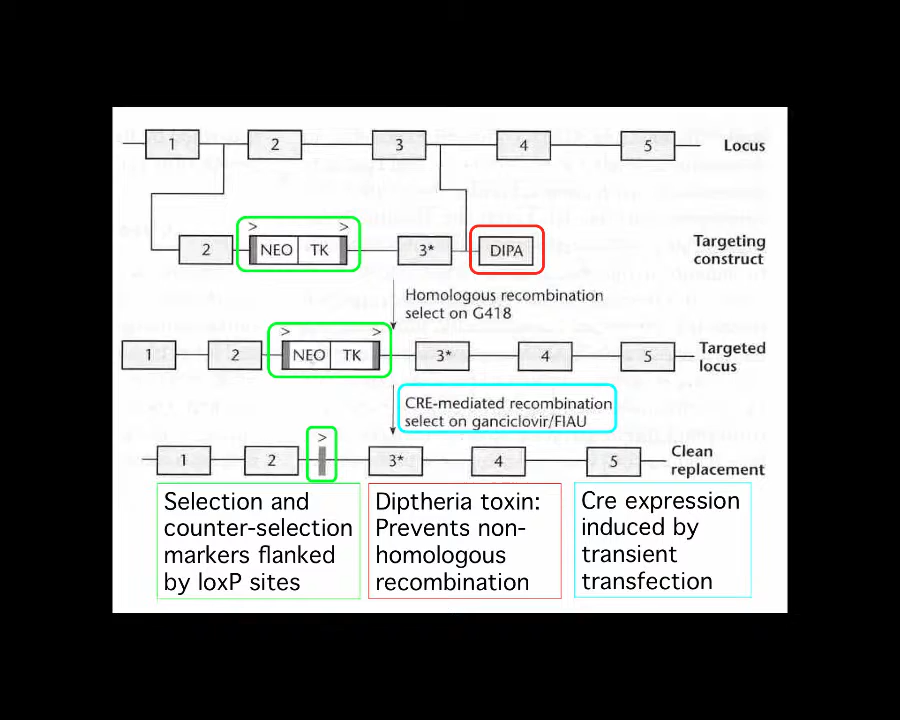 1 2 3 4 5 Locus
> >
2 NEO TK 3* DIPA Targeting
construct
Homologous recombination
select on G418
> >
1 2 NEO TK 3* 4 5 Targeted
locus
CRE-mediated recombination
select on ganciclovir/FIAU
>
1 2 3* 4 5 Clean
replacement
Selection and
counter-selection
markers flanked
by loxP sites
Diptheria toxin:
Prevents non-
homologous
recombination
Cre expression
induced by
transient
transfection